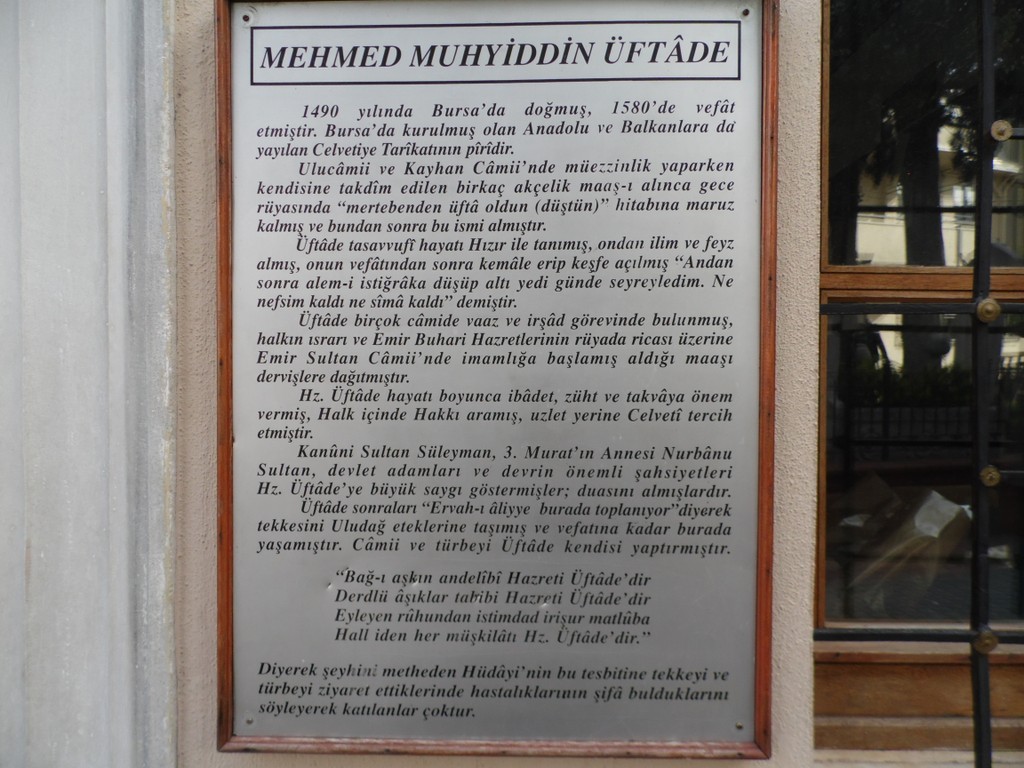 MEHMED MUHYİDDİN ÜFTÂDE
1490 yılında Bursa'da doğmuş, 1580'de vefât
etmiştir. Bursa'da kurulmuş olan Anadolu ve Balkanlara da
yayılan Celvetiye Tarîkatının pîrîdir.
Ulucâmii ve Kayhan Câmii'nde müezzinlik yaparken
kendisine takdîm edilen birkaç akçelik maaş-ı alınca gece
rüyasında “mertebenden üftâ oldun (düştün)” hitabına maruz
kalmış ve bundan sonra bu ismi almıştır.
Üftâde tasavvufî hayatı Hızır ile tanımış, ondan ilim ve feyz
almış, onun vefâtından sonra kemâle erip keşfe açılmış “Andan
sonra alem-i istiğrâka düşüp altı yedi günde seyreyledim. Ne
nefsim kaldı ne sîmâ kaldı” demiştir.
Üftâde birçok câmide vaaz ve irşâd görevinde bulunmuş,
halkın ısrarı ve Emir Buhari Hazretlerinin rüyada ricası üzerine
Emir Sultan Câmii'nde imamlığa başlamış aldığı maaşı
dervişlere dağıtmıştır.
Hz. Üftâde hayatı boyunca ibâdet, züht ve takvâya önem
vermiş, Halk içinde Hakkı aramış, uzlet yerine Celvetî tercih
etmiştir.
Kanûni Sultan Süleyman, 3. Murat'ın Annesi Nurbânu
Sultan, devlet adamları ve devrin önemli şahsiyetleri
Hz. Üftâde'ye büyük saygı göstermişler; duasını almışlardır.
Üftâde sonraları “Ervah-ı âliyye burada toplanıyor”diyerek
tekkesini Uludağ eteklerine taşımış ve vefatına kadar burada
yaşamıştır. Câmii ve türbeyi Üftâde kendisi yaptırmıştır.
“Bağ-ı aşkın andelîbî Hazreti Üftâde'dir
Derdlü âşıklar tabibi Hazreti Üftâde'dir
Eyleyen rûhundan istimdad irişur matlûba
Hall iden her müşkilâtı Hz. Üftâde'dir.”
Diyerek şeyhini metheden Hüdâyi'nin bu tesbitine tekkeyi ve
türbeyi ziyaret ettiklerinde hastalıklarının şifâ bulduklarını
söyleyerek katılanlar çoktur.